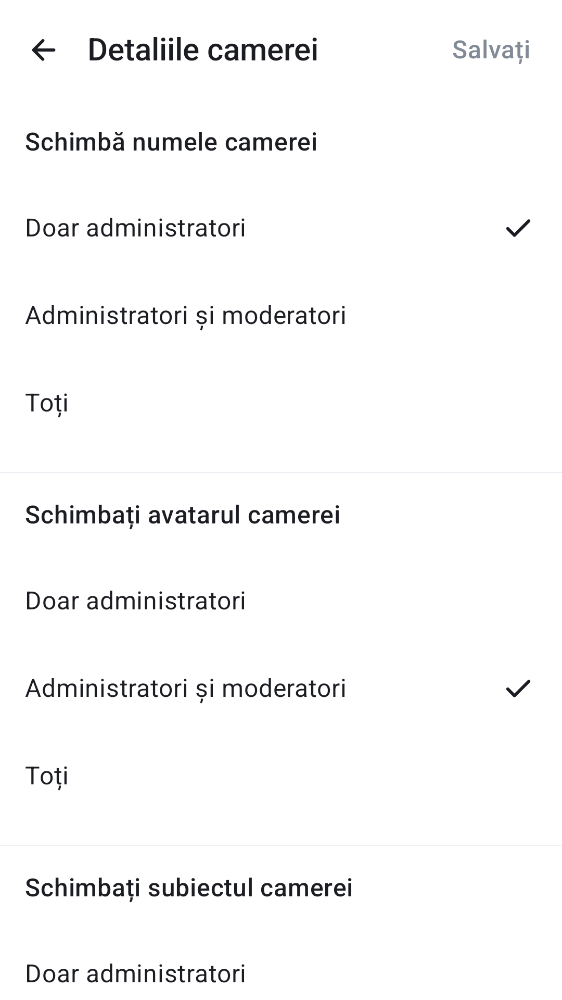 Detaliile camerei
Salvați
Schimbă numele camerei
Doar administratori
Administratori și moderatori
Toți
Schimbați avatarul camerei
Doar administratori
Administratori și moderatori
Toți
Schimbați subiectul camerei
Doar administratori